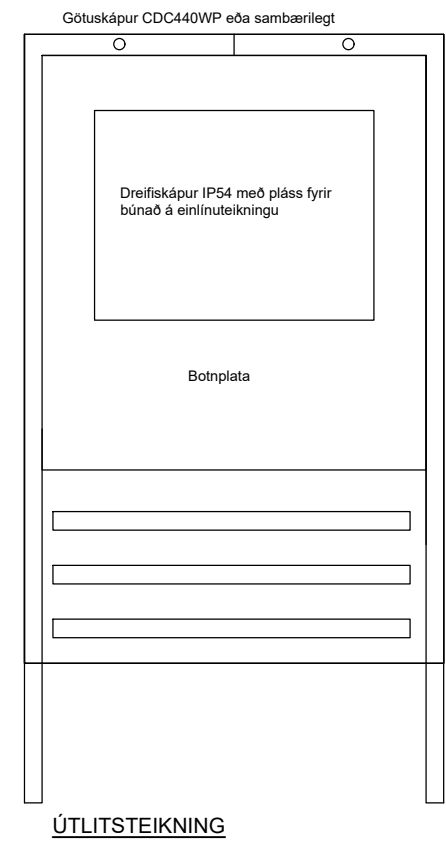 Götuskápur CDC440WP eða sambærilegt
Dreifiskápur IP54 með pláss fyrir
búnað á einlínuteikningu
Botnplata
ÚTLITSTEIKNING